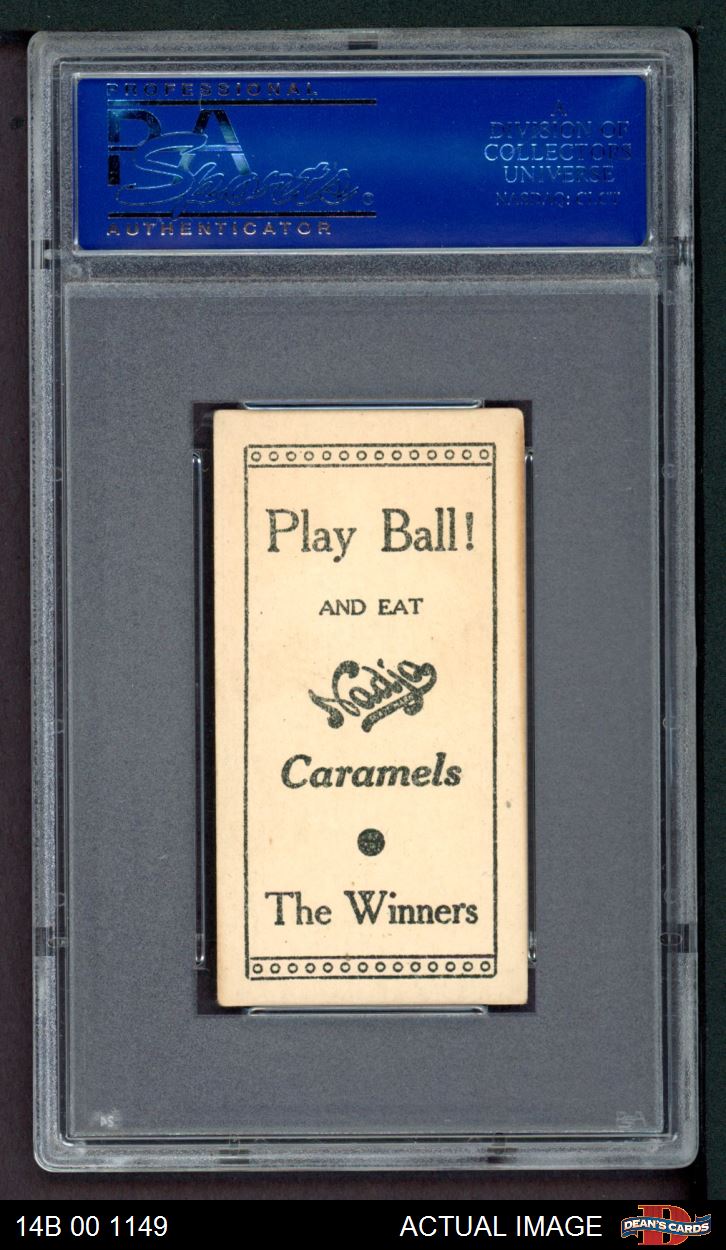 PROFESSIONAL
PSA
Sports
AUTHENTICATOR
A
DIVISION OF
COLLECTORS
UNIVERSE
NASDAQ: CLCT
Play Ball!
AND EAT
Nadja
Caramels
The Winners
14B 00 1149
ACTUAL IMAGE
DEAN'S CARDS